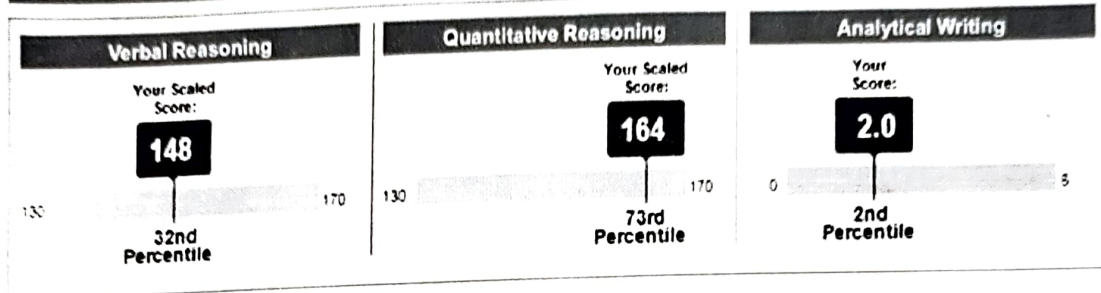 Verbal Reasoning
Your Scaled
Score:
148
130
170
32nd
Percentile
Quantitative Reasoning
Your Scaled
Score:
164
130
170
73rd
Percentile
Analytical Writing
Your
Score:
2.0
0
6
2nd
Percentile